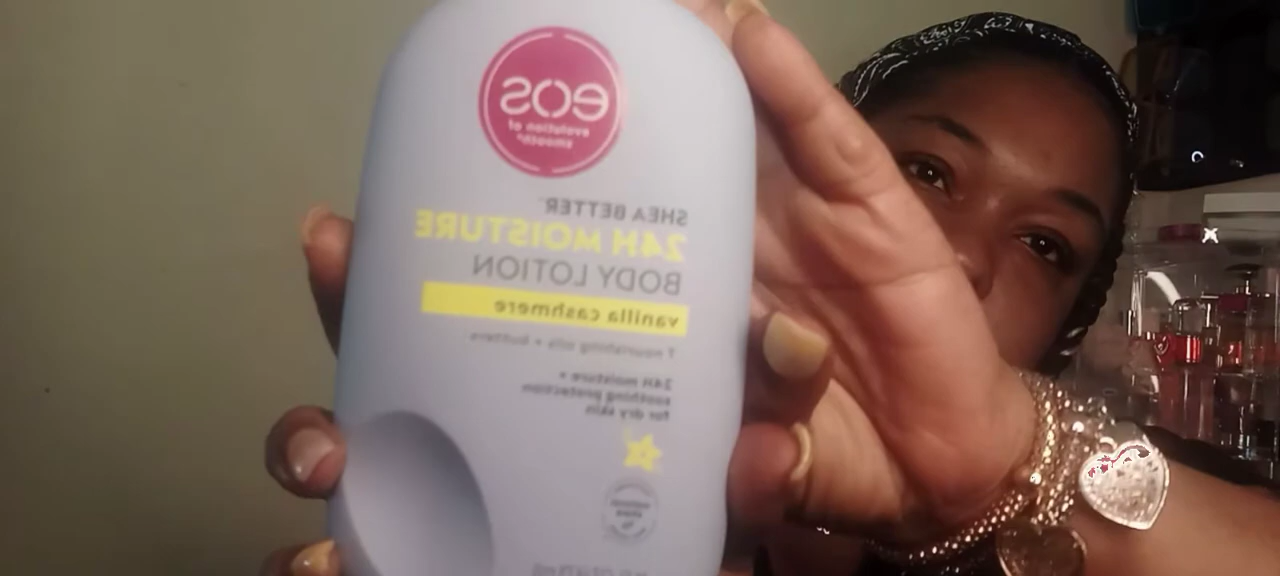 eos
evolution of
smooth®
SHEA BETTER™
24H MOISTURE
BODY LOTION
vanilla cashmere
7 nourishing oils + butters
24H moisture +
soothing protection
for dry skin